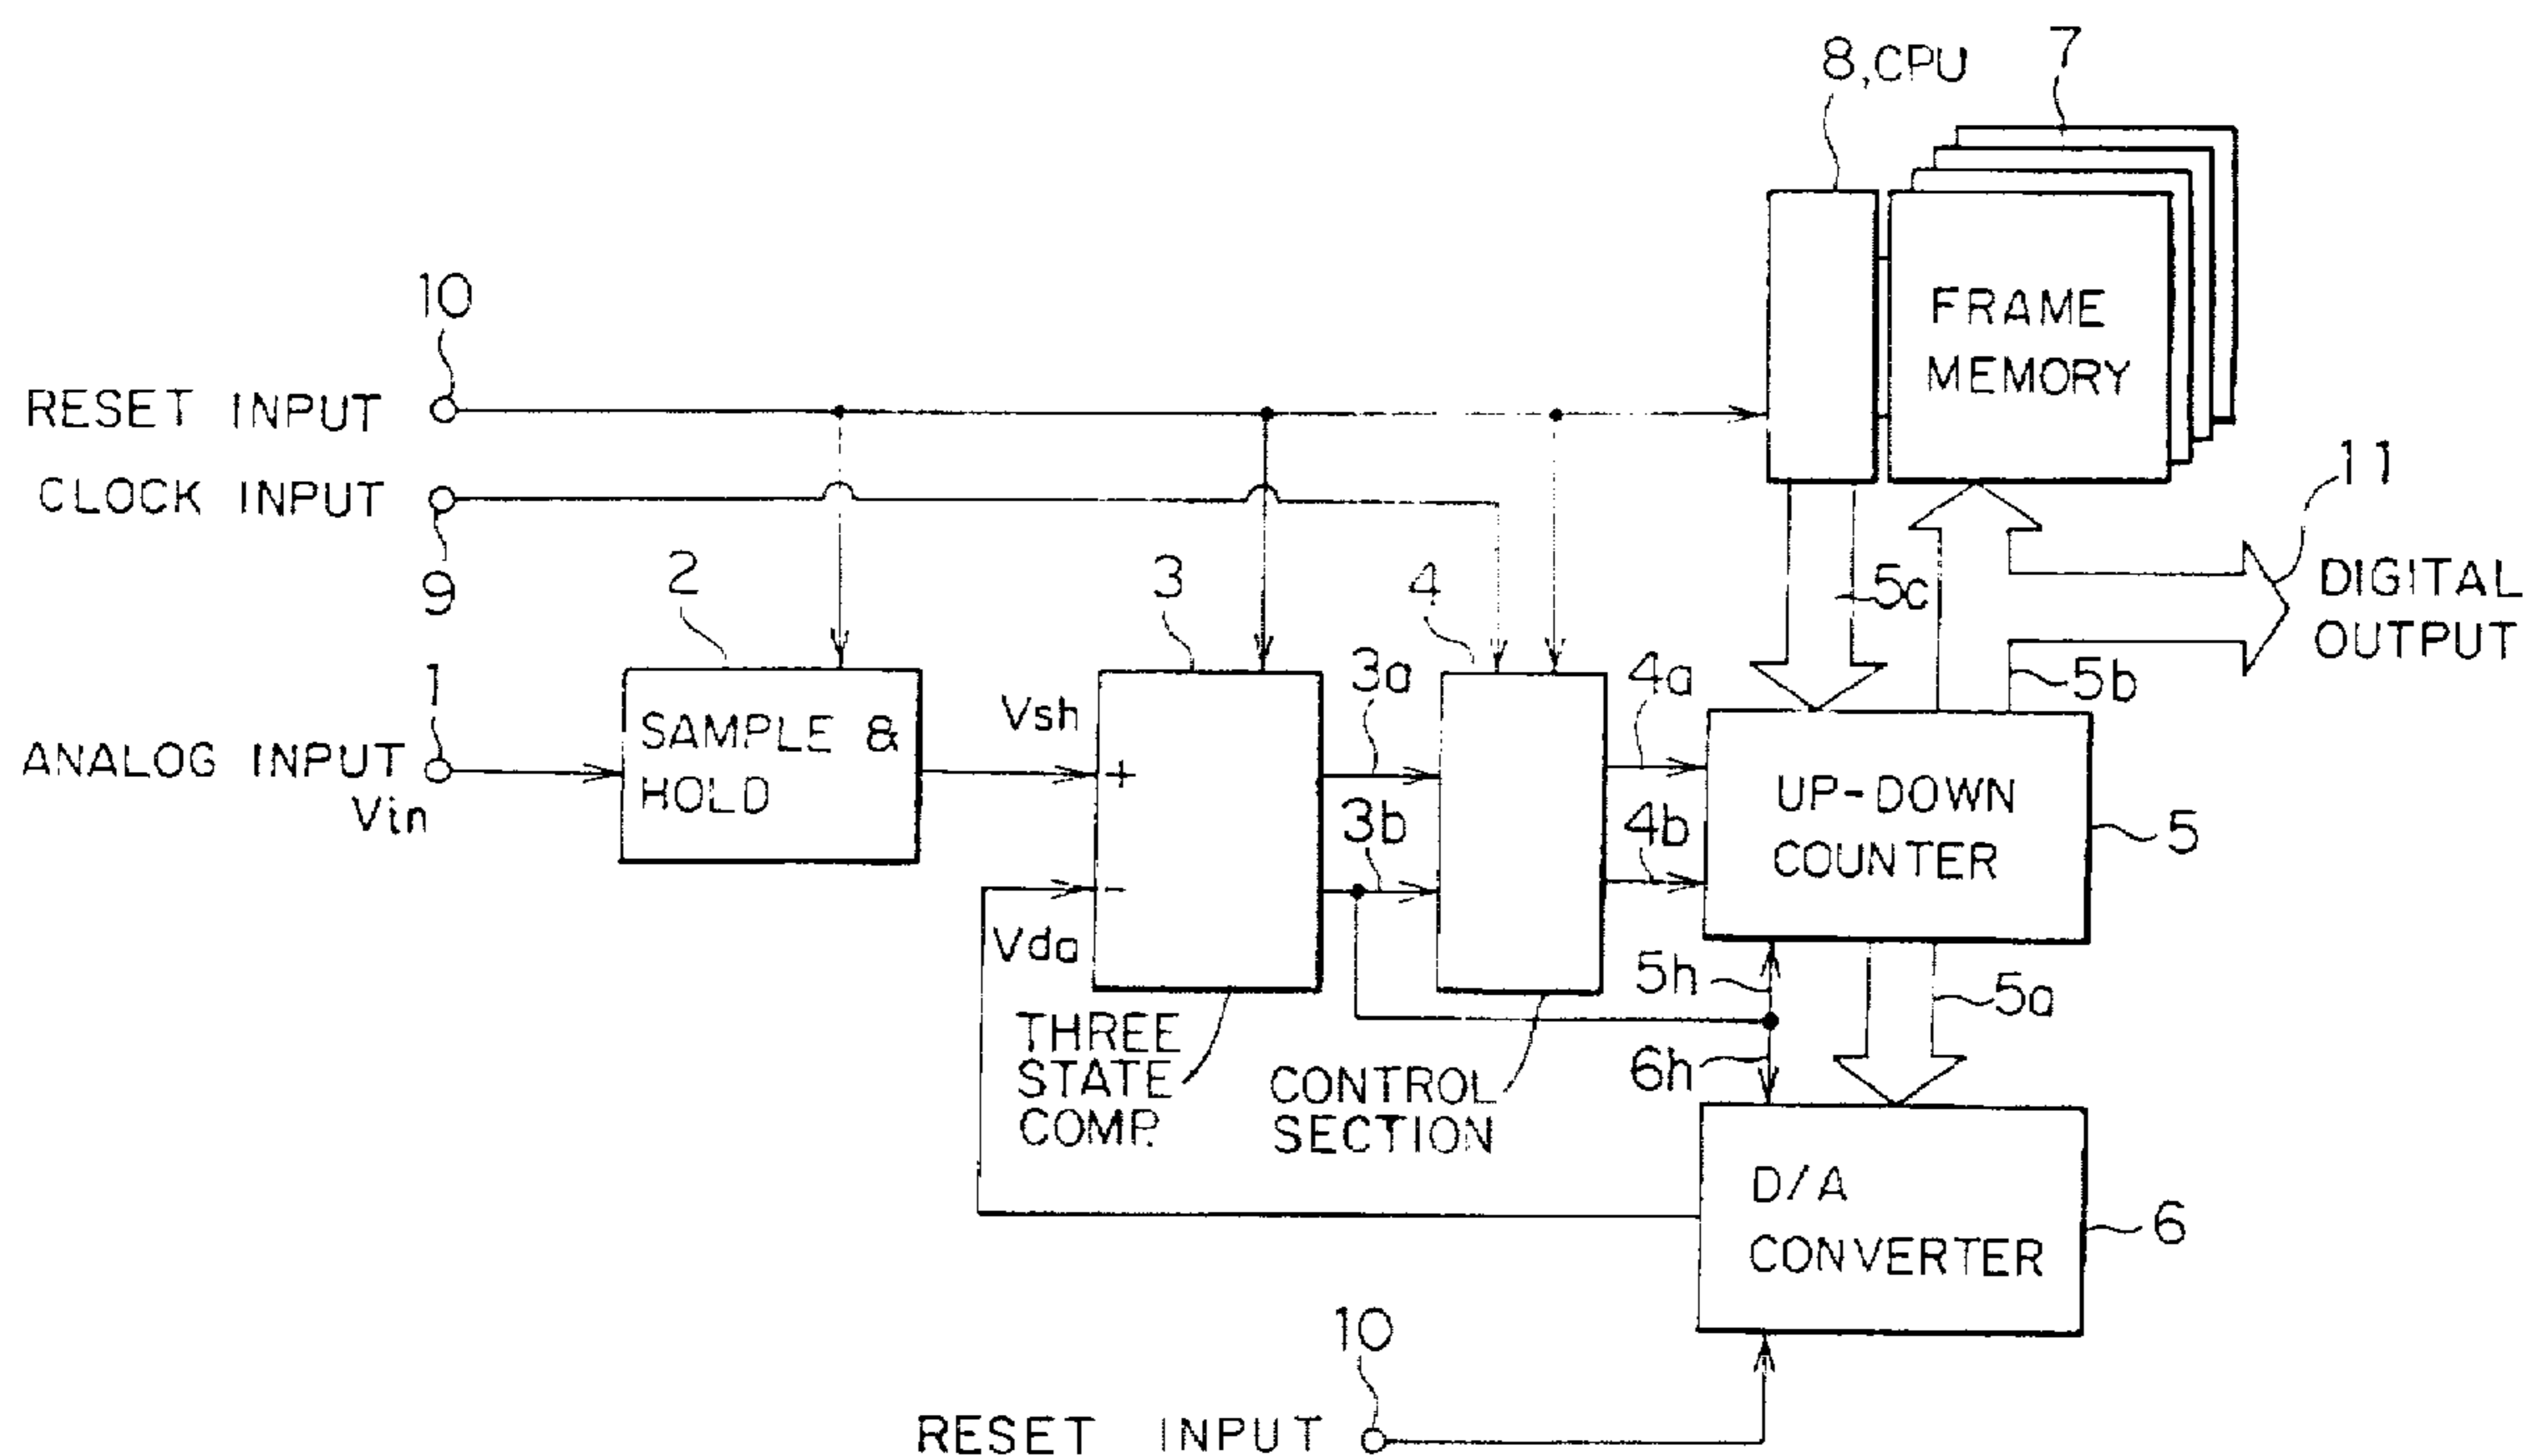 8, CPU
7
FRAME
MEMORY
10
RESET INPUT
CLOCK INPUT
9
11
DIGITAL
OUTPUT
2
3
4
5c
5b
1
ANALOG INPUT
Vin
SAMPLE &
HOLD
Vsh
+
-
Vda
3a
3b
4a
4b
UP-DOWN
COUNTER
5
5h
5a
6h
THREE
STATE
COMP.
CONTROL
SECTION
D/A
CONVERTER
6
10
RESET INPUT